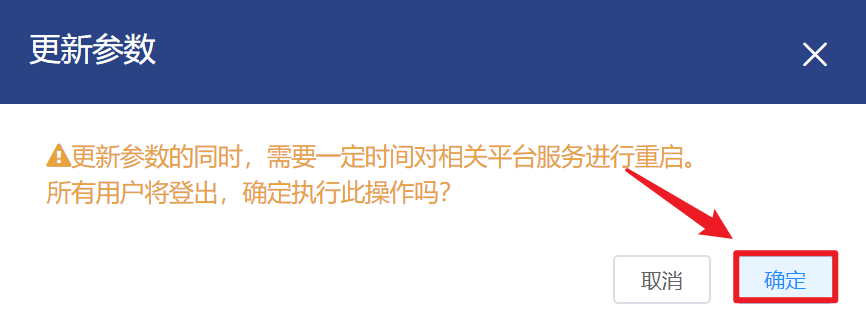 更新参数
更新参数的同时，需要一定时间对相关平台服务进行重启。
所有用户将登出，确定执行此操作吗？
取消
确定